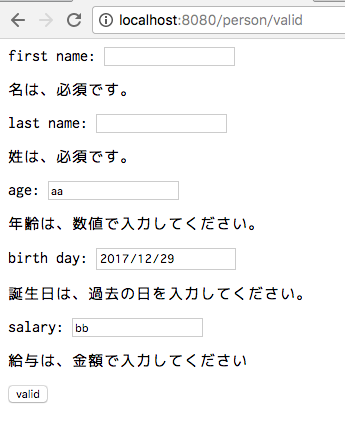 localhost:8080/person/valid
first name:
名は、必須です。
last name:
姓は、必須です。
age: aa
年齢は、数値で入力してください。
birth day: 2017/12/29
誕生日は、過去の日を入力してください。
salary: bb
給与は、金額で入力してください
valid